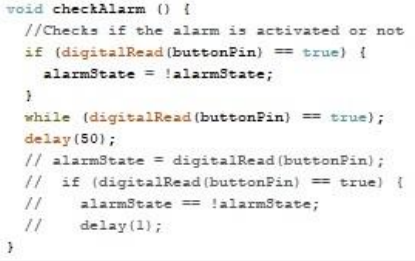 void checkAlarm () {
//Checks if the alarm is activated or not
if (digitalRead(buttonPin) == true) {
alarmState = !alarmState;
}
while (digitalRead(buttonPin) == true);
delay(50);
// alarmState = digitalRead(buttonPin);
// if (digitalRead(buttonPin) == true) {
// alarmState == !alarmState;
// delay(1);
}